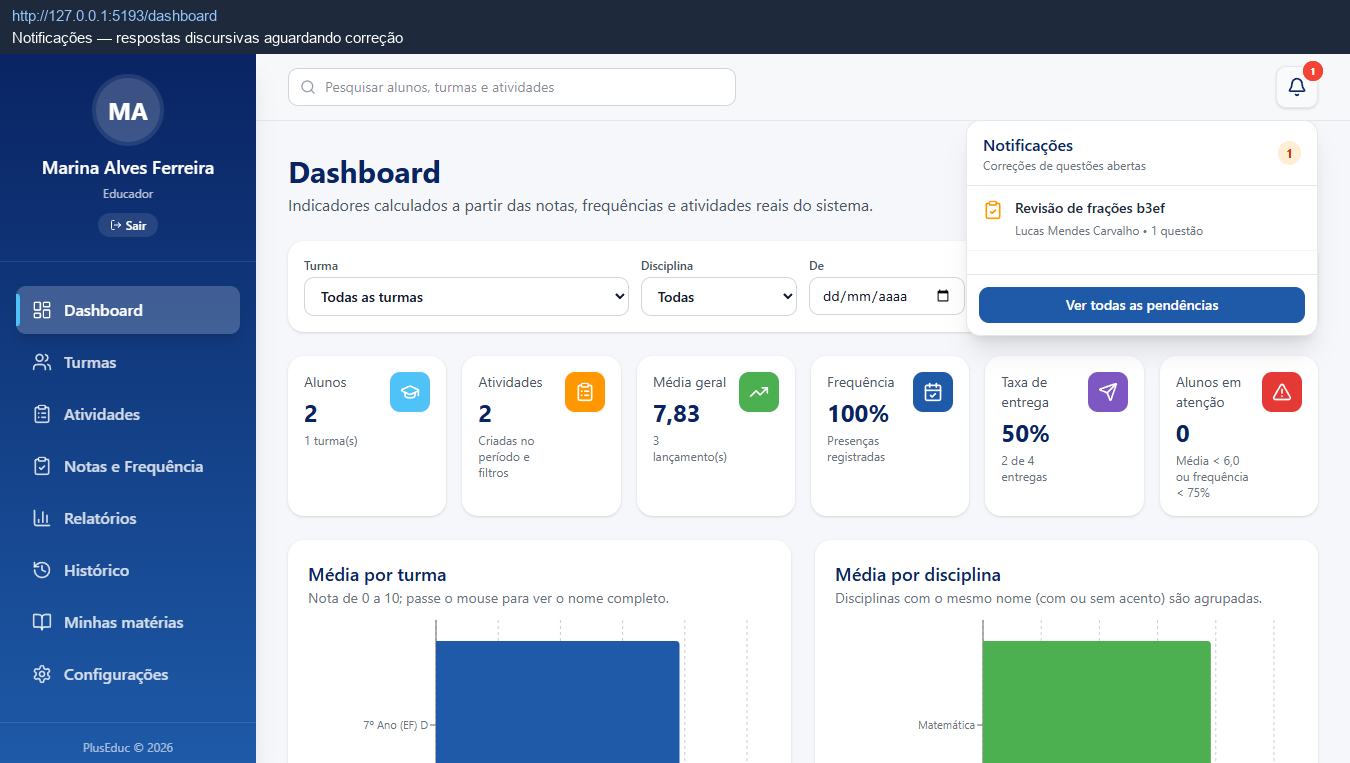 http://127.0.0.1:5193/dashboard
Notificações — respostas discursivas aguardando correção
MA
Marina Alves Ferreira
Educador
Sair
Dashboard
Turmas
Atividades
Notas e Frequência
Relatórios
Histórico
Minhas matérias
Configurações
PlusEduc © 2026
Pesquisar alunos, turmas e atividades
1
Notificações
Correções de questões abertas
1
Revisão de frações b3ef
Lucas Mendes Carvalho • 1 questão
Ver todas as pendências
Dashboard
Indicadores calculados a partir das notas, frequências e atividades reais do sistema.
Turma
Todas as turmas
Disciplina
Todas
De
dd/mm/aaaa
Alunos
2
1 turma(s)
Atividades
2
Criadas no
período e
filtros
Média geral
7,83
3
lançamento(s)
Frequência
100%
Presenças
registradas
Taxa de
entrega
50%
2 de 4
entregas
Alunos em
atenção
0
Média < 6,0
ou frequência
< 75%
Média por turma
Nota de 0 a 10; passe o mouse para ver o nome completo.
7º Ano (EF) D
Média por disciplina
Disciplinas com o mesmo nome (com ou sem acento) são agrupadas.
Matemática